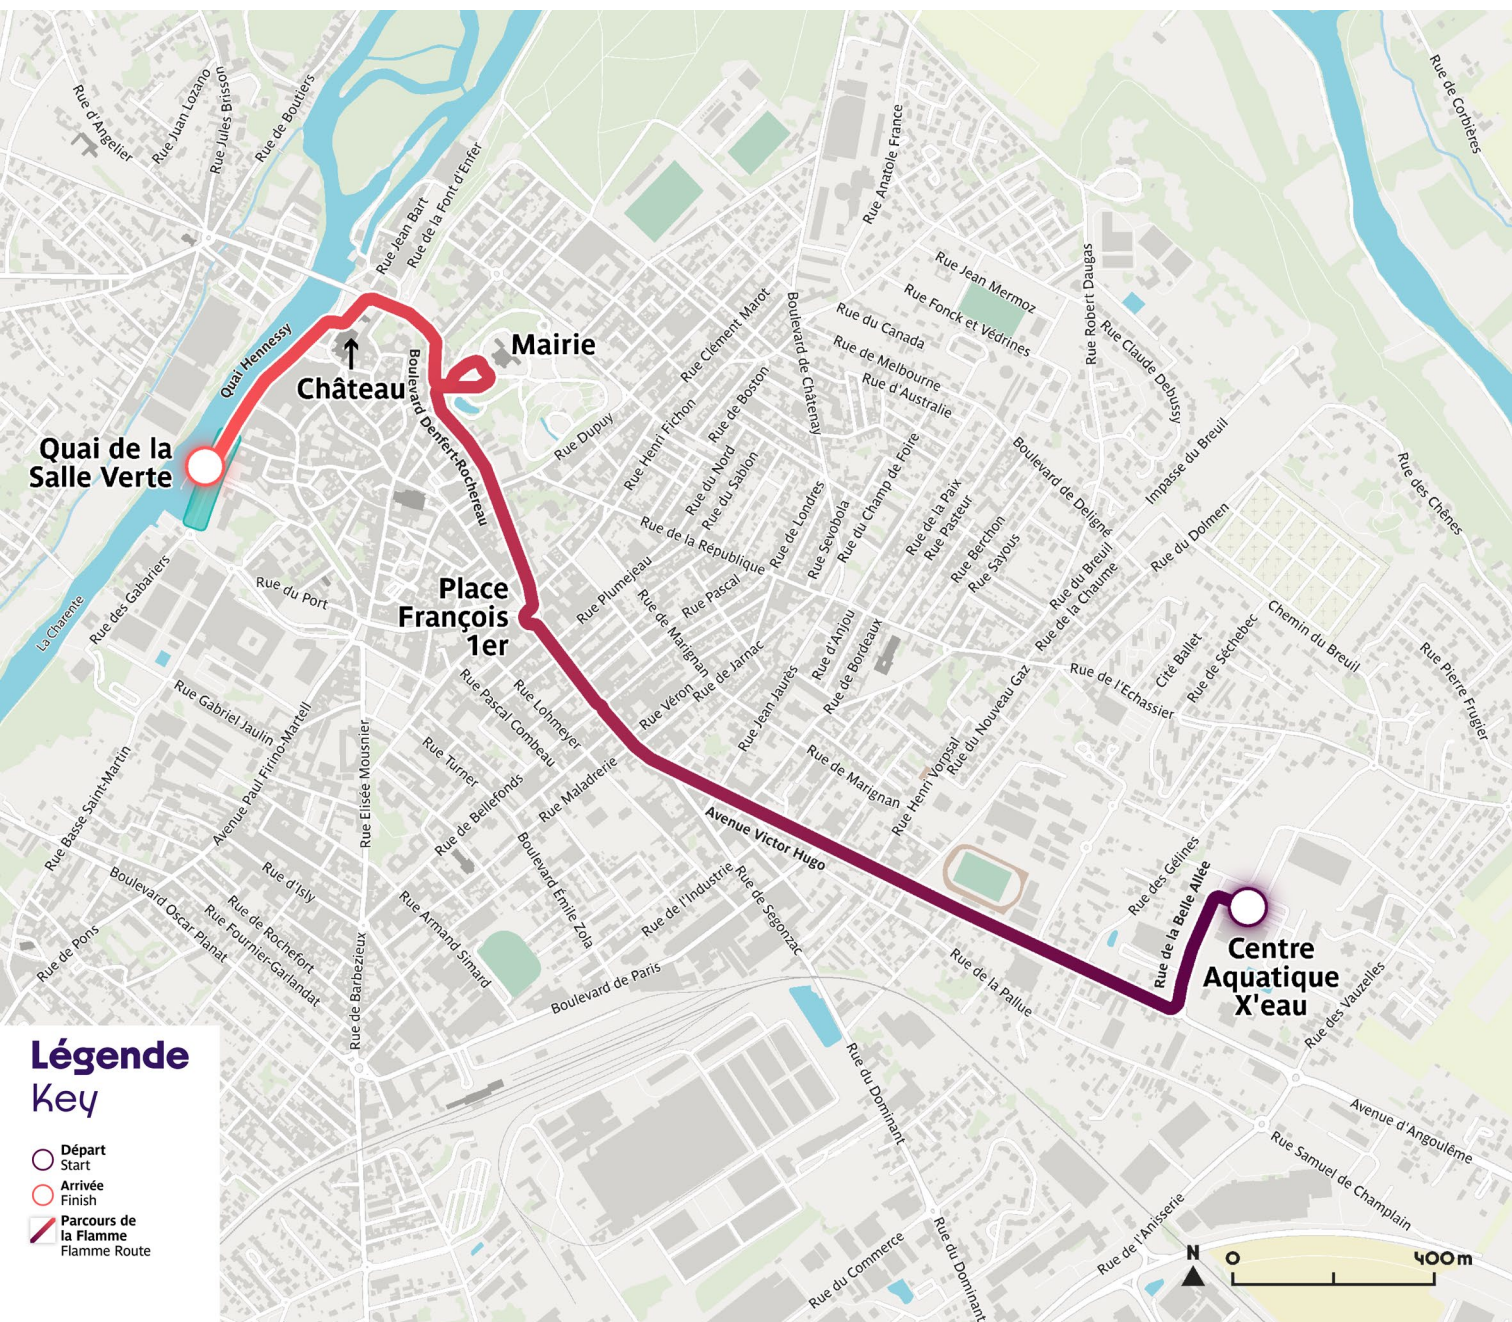 Rue d'Angelier
Rue Juan Lozano
Rue Jules Brisson
Rue de Boutiers
Rue Jean Bart
Rue de la Font d'Enfer
Rue Anatole France
Rue de Corbières
Quai Hennessy
Château
Mairie
Boulevard Denfert-Rochereau
Quai de la
Salle Verte
Rue Dupuy
Rue Clément Marot
Rue Henri Fichon
Rue de Boston
Rue du Nord
Rue du Sablon
Boulevard de Châtenay
Rue Jean Mermoz
Rue Fonck et Védrines
Rue du Canada
Rue de Melbourne
Rue d'Australie
Rue Robert Daugas
Rue Claude Debussy
Impasse du Breuil
Boulevard de Deligné
Rue des Chênes
Rue du Dolmen
Rue de la République
Rue de Londres
Rue Sevobola
Rue du Champ de Foire
Rue de la Paix
Rue Pasteur
Rue Berchon
Rue Sayous
Rue du Breuil
Rue de la Chaume
La Charente
Rue des Gabariers
Rue du Port
Place
François
1er
Rue Plumejeau
Rue Pascal
Rue de Marignan
Rue de Jarnac
Rue Véron
Rue d'Anjou
Rue de Bordeaux
Rue Jean Jaurès
Chemin du Breuil
Cité Ballet
Rue de Séchebec
Rue de l'Echassier
Rue Pierre Frugier
Rue du Nouveau Gaz
Rue Henri Vorpsal
Rue de Marignan
Rue Gabriel Jaulin
Avenue Paul Firino-Martell
Rue Basse Saint-Martin
Rue Elisée Mousnier
Rue Pascal Combeau
Rue Lohmeyer
Rue Turner
Rue de Bellefonds
Rue Maladrerie
Avenue Victor Hugo
Rue d'Isly
Boulevard Oscar Planat
Rue de Rochefort
Rue Fournier-Garlandat
Rue de Pons
Rue de Barbezieux
Rue Armand Simard
Boulevard Émile Zola
Rue de l'Industrie
Rue de Segonzac
Boulevard de Paris
Rue des Gélines
Rue de la Belle Allée
Centre
Aquatique
X'eau
Rue de la Pallue
Rue des Vauzelles
Rue du Dominant
Rue du Dominant
Rue du Commerce
Avenue d'Angoulême
Rue Samuel de Champlain
Rue de l'Anisserie
Légende
Key
Départ
Start
Arrivée
Finish
Parcours de
la Flamme
Flamme Route
N
0 400 m